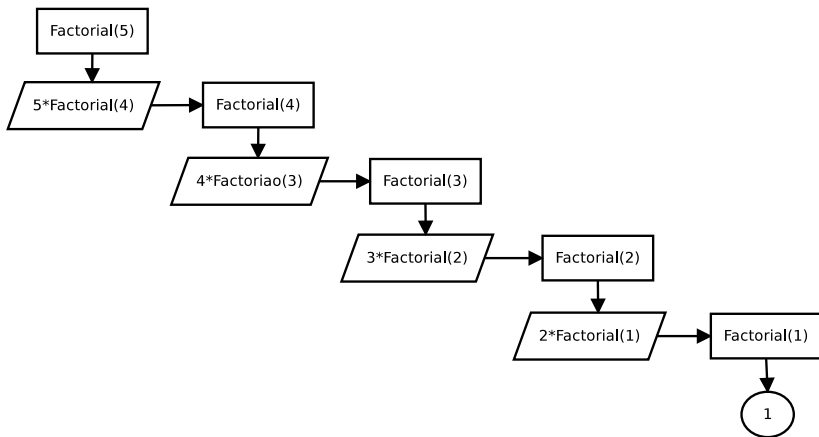 Factorial(5)
5*Factorial(4)
Factorial(4)
4*Factoriao(3)
Factorial(3)
3*Factorial(2)
Factorial(2)
2*Factorial(1)
Factorial(1)
1